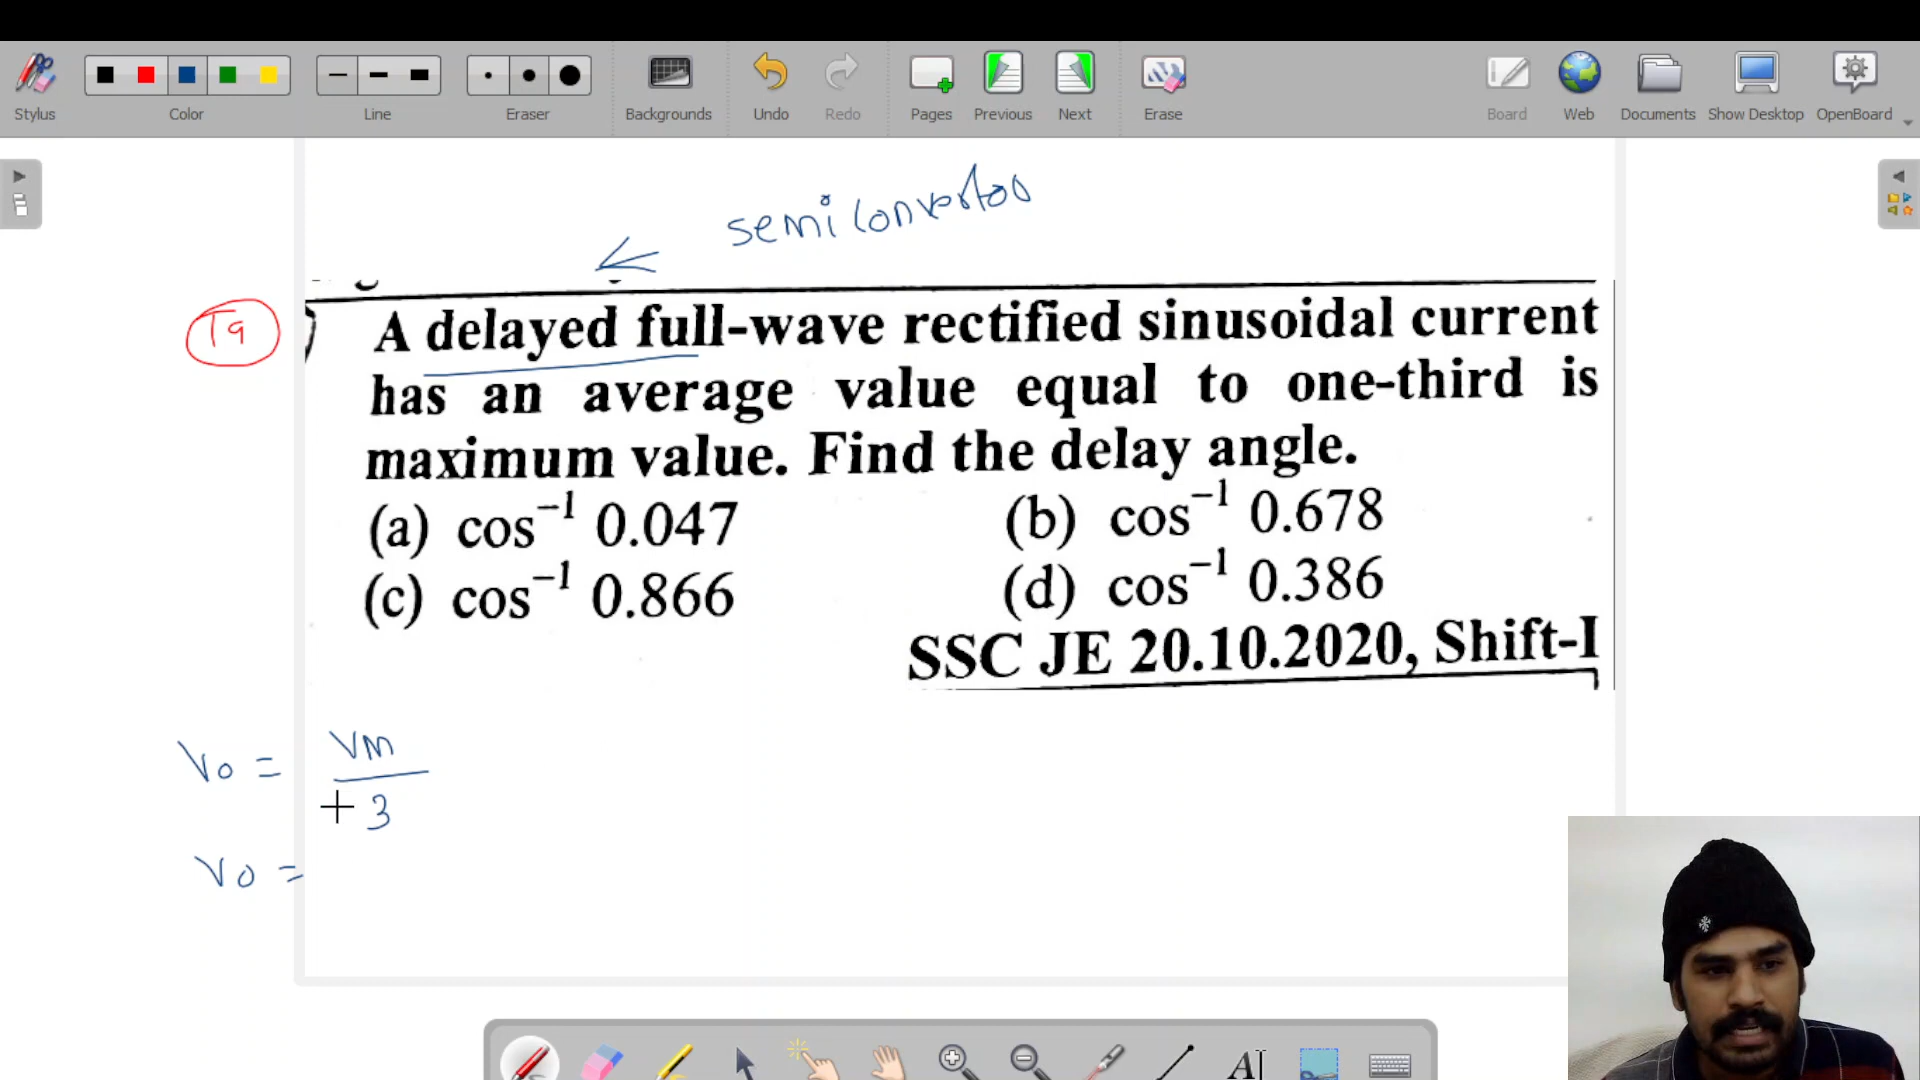 Stylus Color Line Eraser Backgrounds Undo Redo Pages Previous Next Erase Board Web Documents Show Desktop OpenBoard
semiconvertor
T9
A delayed full-wave rectified sinusoidal current
has an average value equal to one-third is
maximum value. Find the delay angle.
(a) cos⁻¹ 0.047 (b) cos⁻¹ 0.678
(c) cos⁻¹ 0.866 (d) cos⁻¹ 0.386
SSC JE 20.10.2020, Shift-I
Vo = Vm
3
Vo =